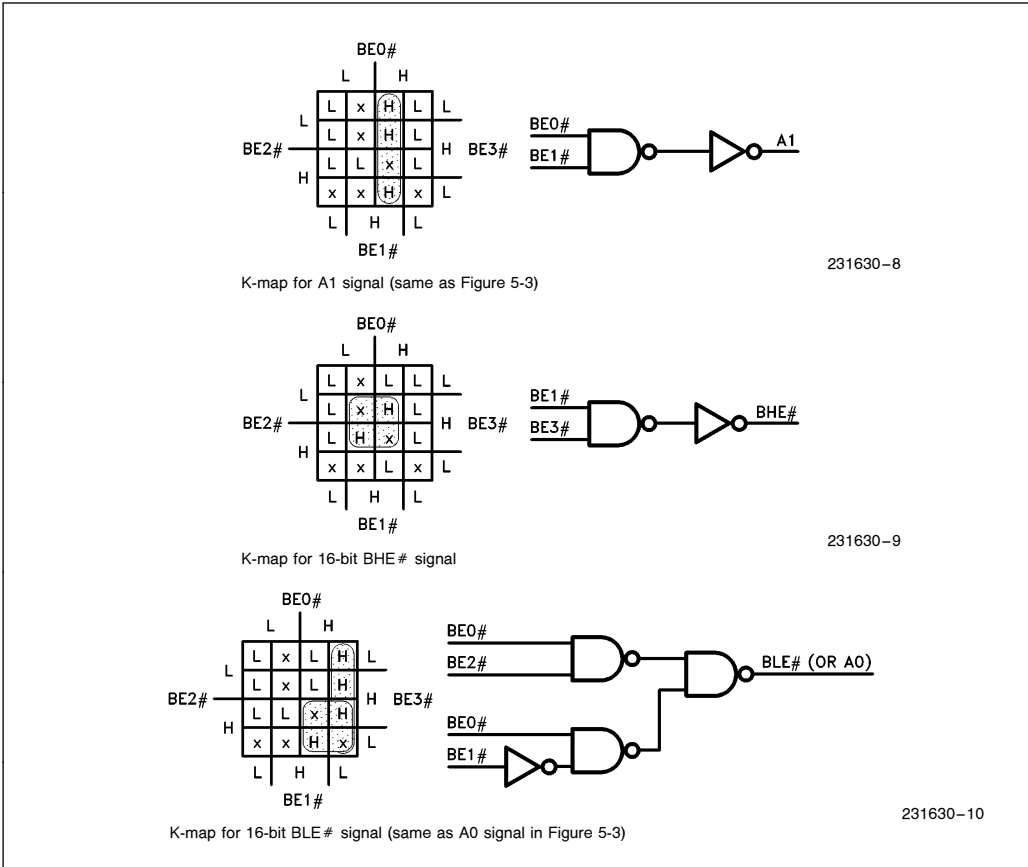 BE0#
L H
L x H L L
L
L x H L
BE2# H BE3#
L L x L
H
x x H x L
L H L
BE1#
BE0#
BE1#
A1
231630-8
K-map for A1 signal (same as Figure 5-3)
BE0#
L H
L x L L L
L
L x H L
BE2# H BE3#
L H x L
H
x x L x L
L H L
BE1#
BE1#
BE3#
BHE#
231630-9
K-map for 16-bit BHE# signal
BE0#
L H
L x L H L
L
L x L H
BE2# H BE3#
L L x H
H
x x H x L
L H L
BE1#
BE0#
BE2#
BE0#
BE1#
BLE# (OR A0)
231630-10
K-map for 16-bit BLE# signal (same as A0 signal in Figure 5-3)